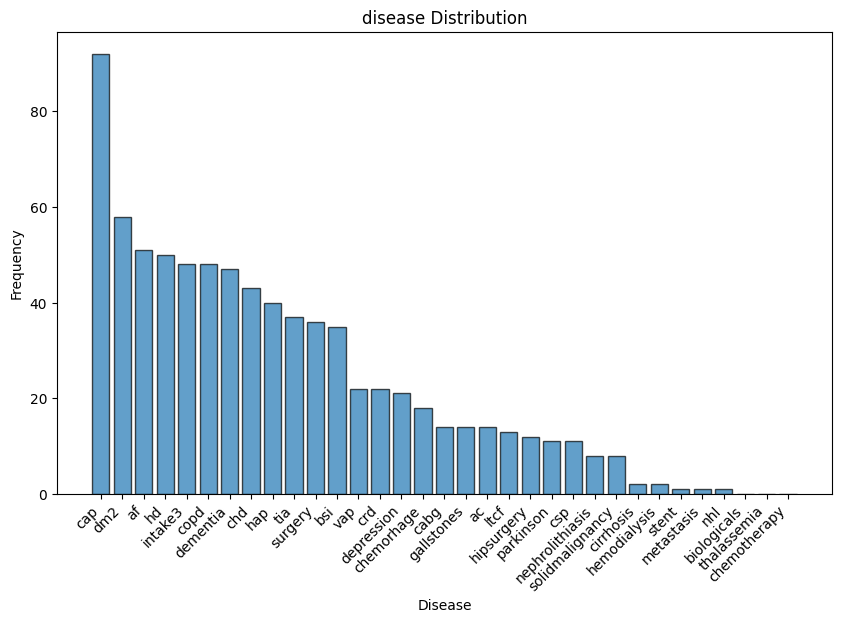 disease Distribution
Frequency
80
60
40
20
0
cap
dm2
af
hd
intake3
copd
dementia
chd
hap
tia
surgery
bsi
vap
crd
depression
chemorhage
cabg
gallstones
ac
ltcf
hipsurgery
parkinson
csp
nephrolithiasis
solidmalignancy
cirrhosis
hemodialysis
stent
metastasis
nhl
biologicals
thalassemia
chemotherapy
Disease